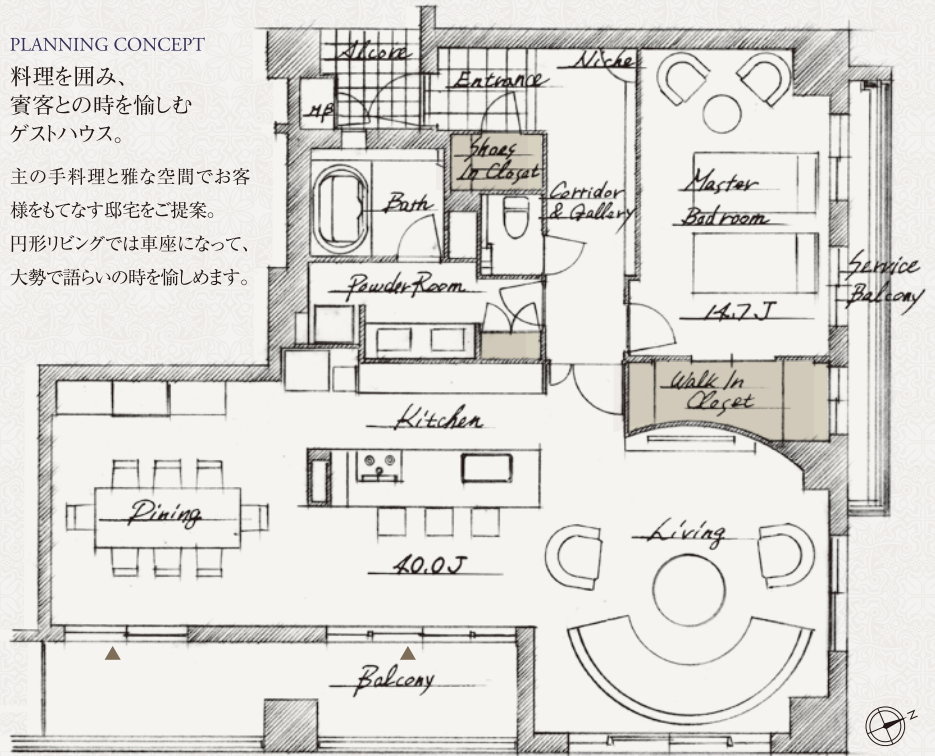 PLANNING CONCEPT
料理を囲み、
賓客との時を愉しむ
ゲストハウス。
主の手料理と雅な空間でお客
様をもてなす邸宅をご提案。
円形リビングでは車座になって、
大勢で語らいの時を愉しめます。
Alcove
Entrance
Niche
MB
Shoes
In Closet
Bath
Corridor
& Gallery
Master
Bedroom
14.7J
Service
Balcony
Powder Room
Walk In
Closet
Kitchen
Dining
Living
40.0J
Balcony
N